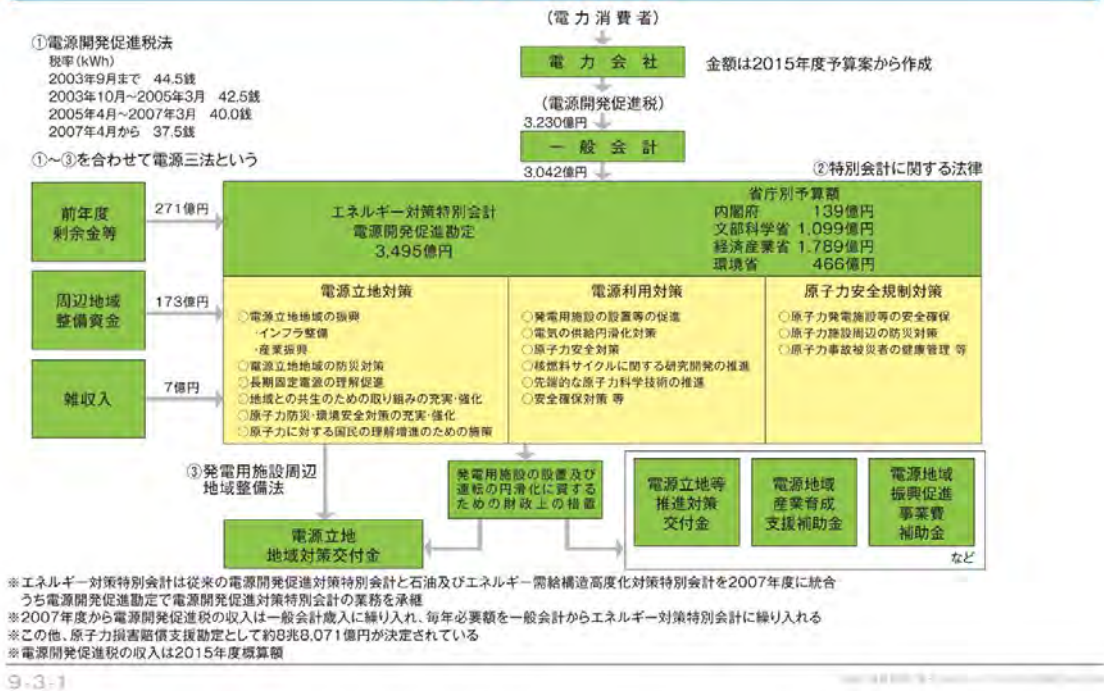 (電力消費者)
①電源開発促進税法
税率(kWh)
2003年9月まで 44.5銭
2003年10月~2005年3月 42.5銭
2005年4月~2007年3月 40.0銭
2007年4月から 37.5銭
①~③を合わせて電源三法という
電力会社
金額は2015年度予算案から作成
(電源開発促進税)
3.230億円
一般会計
3.042億円
②特別会計に関する法律
前年度
剰余金等
271億円
周辺地域
整備資金
173億円
雑収入
7億円
エネルギー対策特別会計
電源開発促進勘定
3,495億円
省庁別予算額
内閣府 139億円
文部科学省 1,099億円
経済産業省 1,789億円
環境省 466億円
電源立地対策
○電源立地地域の振興
・インフラ整備
・産業振興
○電源立地地域の防災対策
○長期固定電源の理解促進
○地域との共生のための取り組みの充実・強化
○原子力防災・環境安全対策の充実・強化
○原子力に対する国民の理解増進のための施策
電源利用対策
○発電用施設の設置等の促進
○電気の供給円滑化対策
○原子力安全対策
○核燃料サイクルに関する研究開発の推進
○先端的な原子力科学技術の推進
○安全確保対策 等
原子力安全規制対策
○原子力発電施設等の安全確保
○原子力施設周辺の防災対策
○原子力事故被災者の健康管理 等
③発電用施設周辺
地域整備法
電源立地
地域対策交付金
発電用施設の設置及び
運転の円滑化に資する
ための財政上の措置
電源立地等
推進対策
交付金
電源地域
産業育成
支援補助金
電源地域
振興促進
事業費
補助金
など
※エネルギー対策特別会計は従来の電源開発促進対策特別会計と石油及びエネルギー需給構造高度化対策特別会計を2007年度に統合
うち電源開発促進勘定で電源開発促進対策特別会計の業務を承継
※2007年度から電源開発促進税の収入は一般会計歳入に繰り入れ、毎年必要額を一般会計からエネルギー対策特別会計に繰り入れる
※この他、原子力損害賠償支援勘定として約8兆8,071億円が決定されている
※電源開発促進税の収入は2015年度概算額
9-3-1